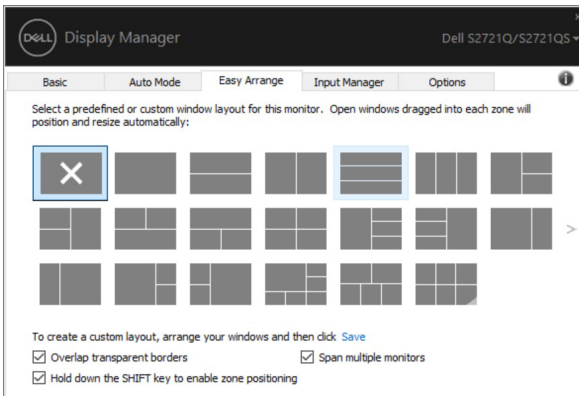 DELL Display Manager
Dell S2721Q/S2721QS
Basic Auto Mode Easy Arrange Input Manager Options
Select a predefined or custom window layout for this monitor. Open windows dragged into each zone will
position and resize automatically:
To create a custom layout, arrange your windows and then click Save
Overlap transparent borders
Span multiple monitors
Hold down the SHIFT key to enable zone positioning